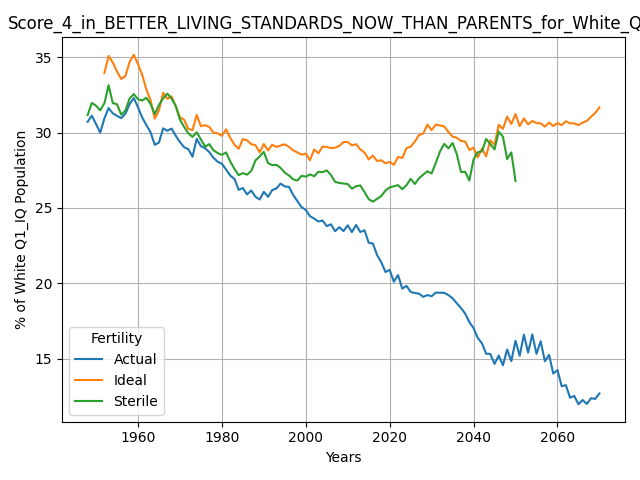 Score_4_in_BETTER_LIVING_STANDARDS_NOW_THAN_PARENTS_for_White_Q
% of White Q1_IQ Population
35
30
25
20
15
Fertility
Actual
Ideal
Sterile
1960
1980
2000
2020
2040
2060
Years